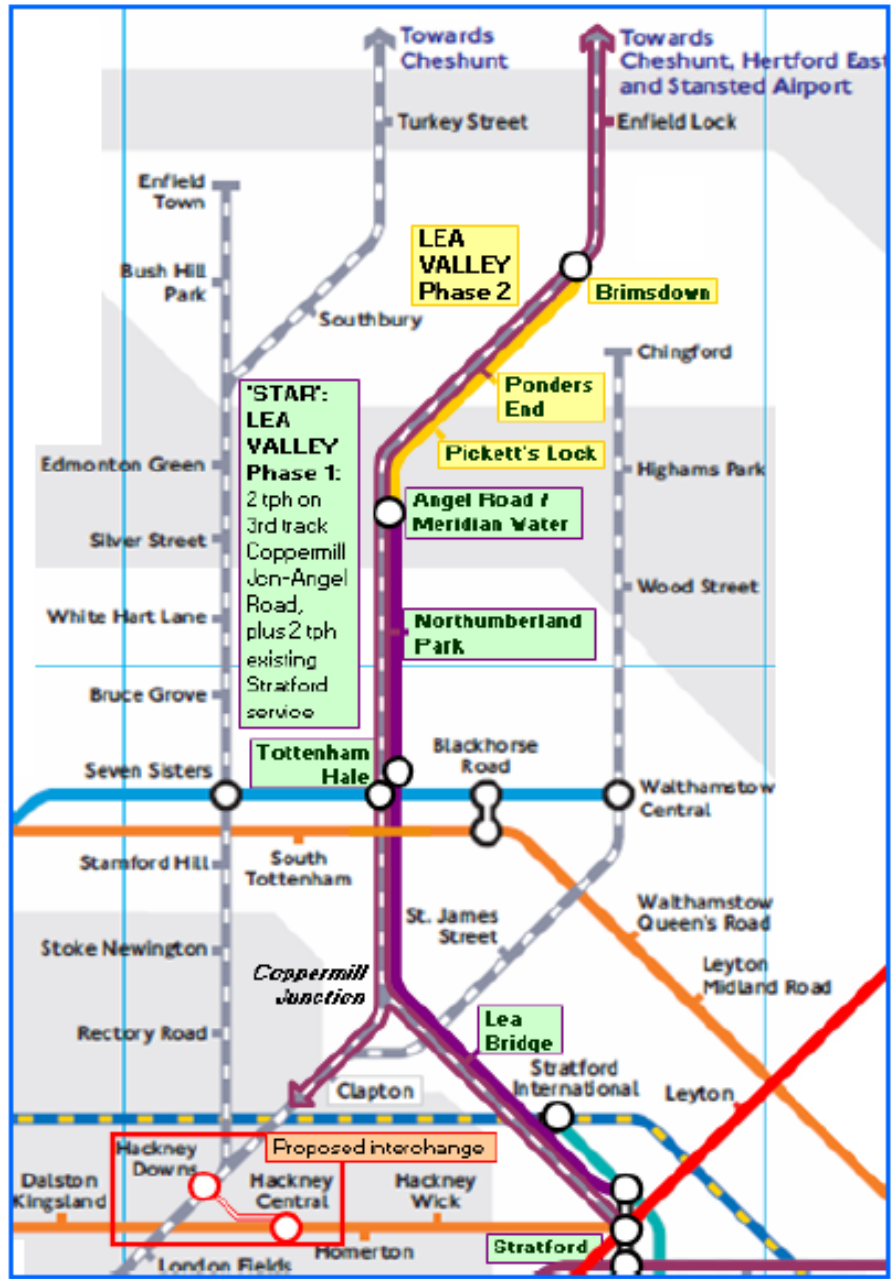 Towards
Cheshunt
Towards
Cheshunt, Hertford East
and Stansted Airport
Turkey Street
Enfield Lock
Enfield
Town
LEA
VALLEY
Phase 2
Bush Hill
Park
Brimsdown
Southbury
Chingford
'STAR':
LEA
VALLEY
Phase 1:
2 tph on
3rd track
Coppermill
Jcn-Angel
Road,
plus 2 tph
existing
Stratford
service
Ponders
End
Pickett's Lock
Edmonton Green
Highams Park
Angel Road /
Meridian Water
Silver Street
Wood Street
White Hart Lane
Northumberland
Park
Bruce Grove
Tottenham
Hale
Blackhorse
Road
Seven Sisters
Walthamstow
Central
Stamford Hill
South
Tottenham
St. James
Street
Walthamstow
Queen's Road
Stoke Newington
Leyton
Midland Road
Coppermill
Junction
Rectory Road
Lea
Bridge
Stratford
International
Clapton
Leyton
Hackney
Downs
Proposed interchange
Dalston
Kingsland
Hackney
Central
Hackney
Wick
London Fields
Homerton
Stratford